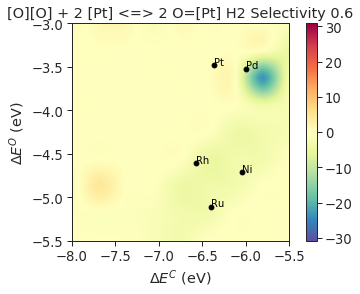 [O][O] + 2 [Pt] <=> 2 O=[Pt] H2 Selectivity 0.6
−3.0
−3.5
−4.0
−4.5
−5.0
−5.5
ΔE^O (eV)
Pt
Pd
Rh
Ni
Ru
−8.0 −7.5 −7.0 −6.5 −6.0 −5.5
ΔE^C (eV)
30
20
10
0
−10
−20
−30